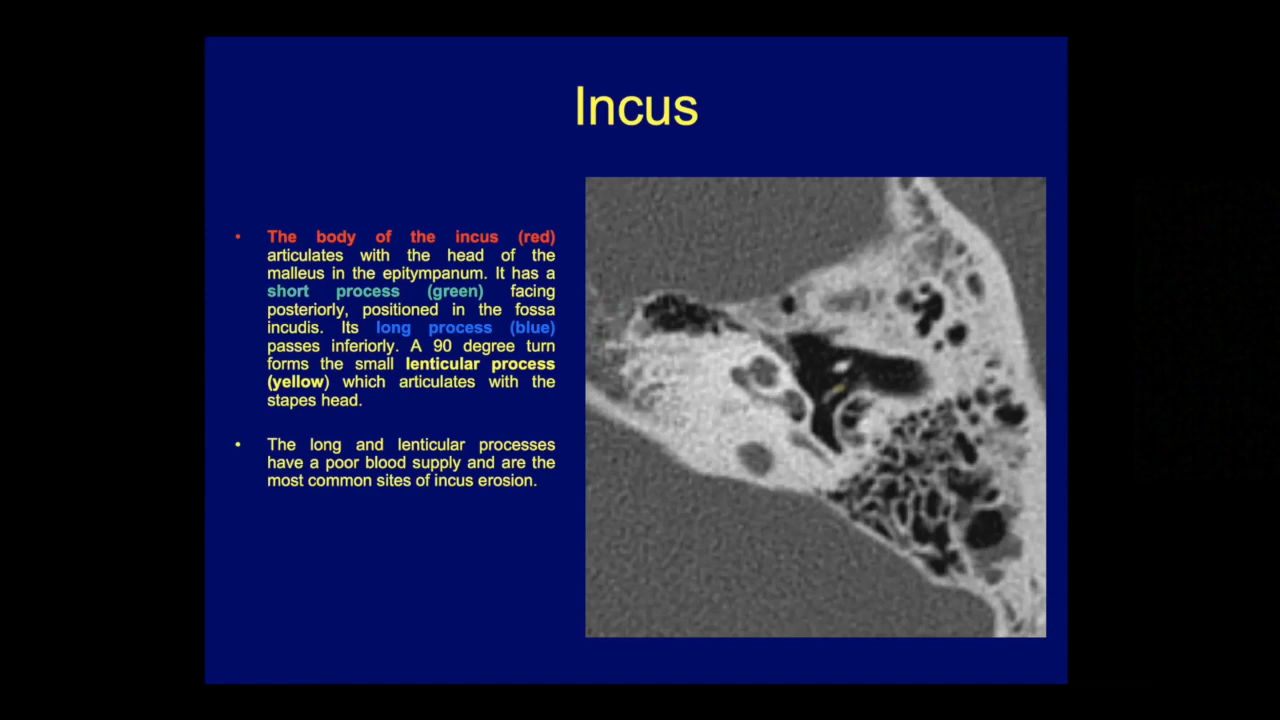 Incus
• The body of the incus (red)
articulates with the head of the
malleus in the epitympanum. It has a
short process (green) facing
posteriorly, positioned in the fossa
incudis. Its long process (blue)
passes inferiorly. A 90 degree turn
forms the small lenticular process
(yellow) which articulates with the
stapes head.
• The long and lenticular processes
have a poor blood supply and are the
most common sites of incus erosion.